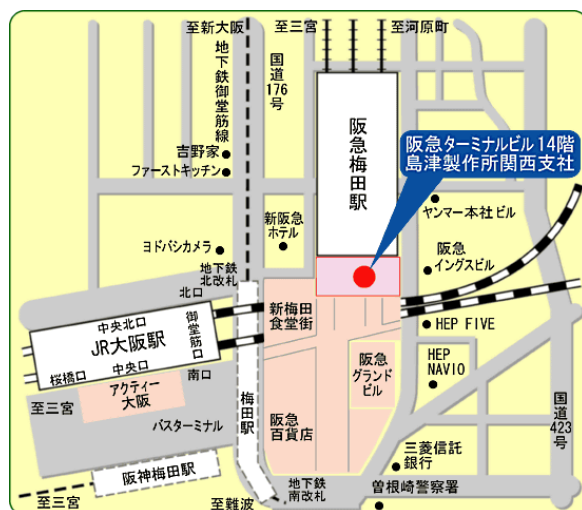 至新大阪
至三宮
至河原町
地下鉄御堂筋線
国道176号
阪急梅田駅
阪急ターミナルビル14階
島津製作所関西支社
吉野家
ファーストキッチン
ヤンマー本社ビル
新阪急
ホテル
ヨドバシカメラ
阪急
イングスビル
地下鉄
北改札
北口
中央北口
御堂筋口
新梅田
食堂街
JR大阪駅
HEP FIVE
桜橋口
中央口
南口
阪急
グランド
ビル
HEP
NAVIO
アクティー
大阪
至三宮
梅田駅
バスターミナル
阪急
百貨店
国道423号
三菱信託
銀行
阪神梅田駅
地下鉄
南改札
曽根崎警察署
至三宮
至難波